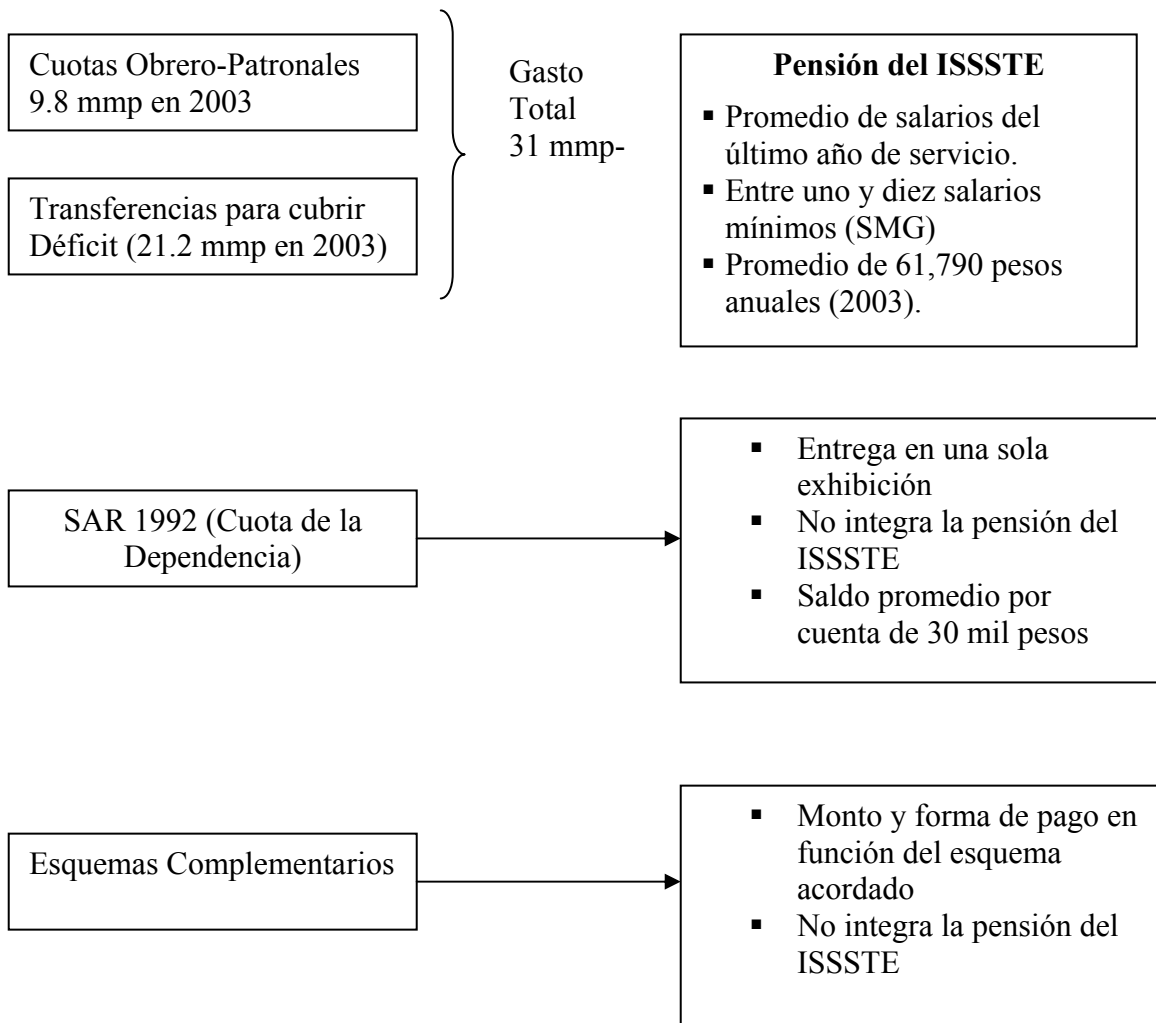 Cuotas Obrero-Patronales
9.8 mmp en 2003
Transferencias para cubrir
Déficit (21.2 mmp en 2003)
Gasto
Total
31 mmp-
Pensión del ISSSTE
▪ Promedio de salarios del
último año de servicio.
▪ Entre uno y diez salarios
mínimos (SMG)
▪ Promedio de 61,790 pesos
anuales (2003).
SAR 1992 (Cuota de la
Dependencia)
▪ Entrega en una sola
exhibición
▪ No integra la pensión del
ISSSTE
▪ Saldo promedio por
cuenta de 30 mil pesos
Esquemas Complementarios
▪ Monto y forma de pago en
función del esquema
acordado
▪ No integra la pensión del
ISSSTE